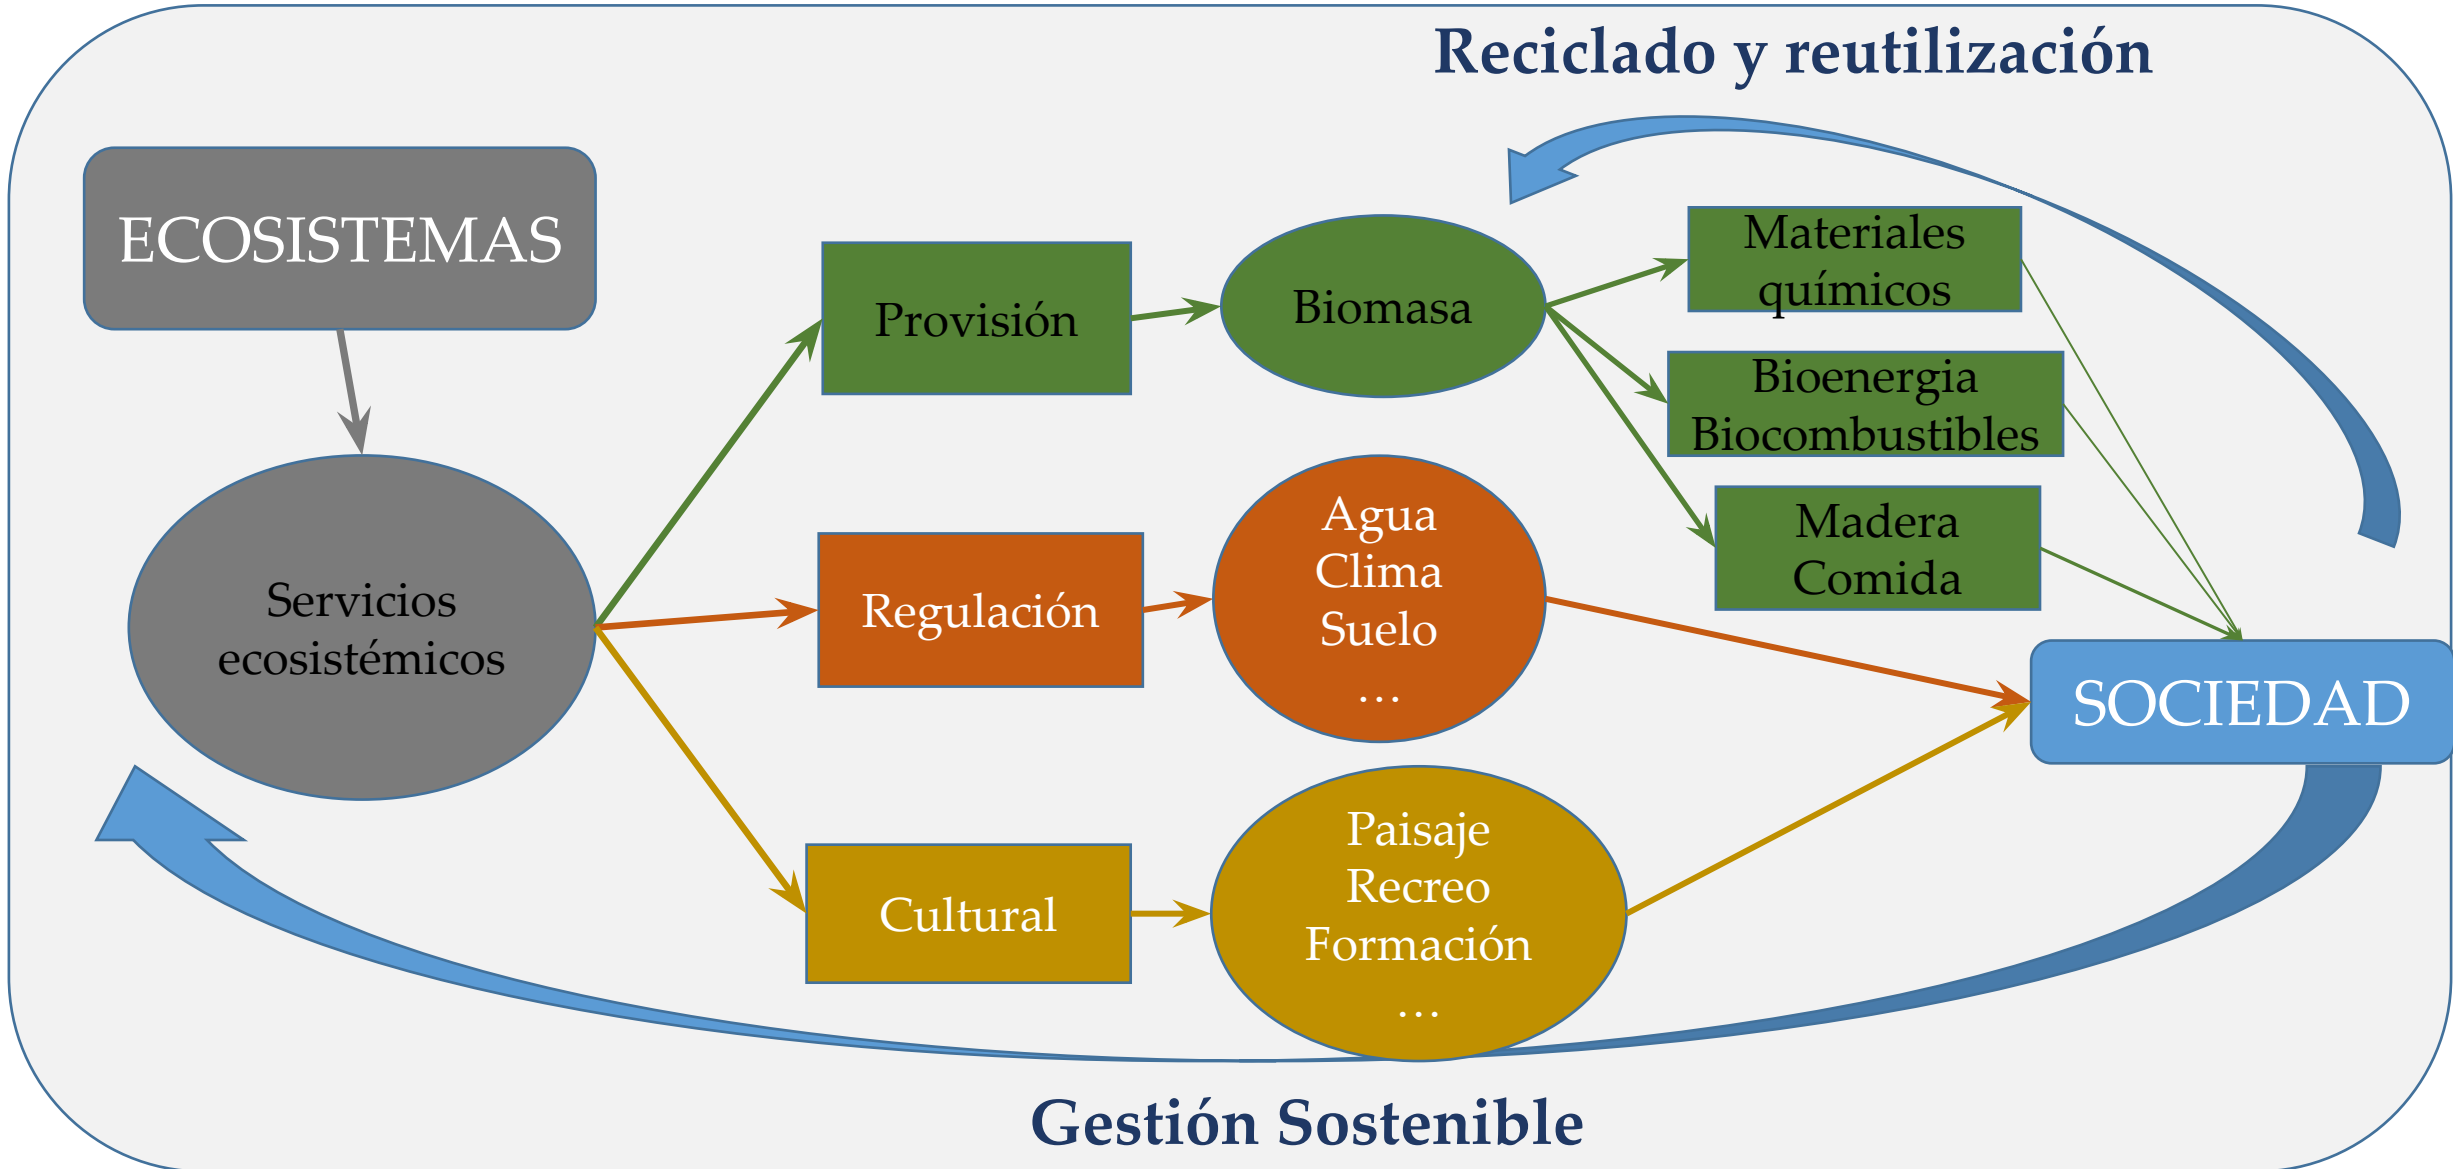 Reciclado y reutilización
ECOSISTEMAS
Servicios
ecosistémicos
Provisión
Biomasa
Materiales
químicos
Bioenergia
Biocombustibles
Madera
Comida
Regulación
Agua
Clima
Suelo
…
SOCIEDAD
Cultural
Paisaje
Recreo
Formación
…
Gestión Sostenible